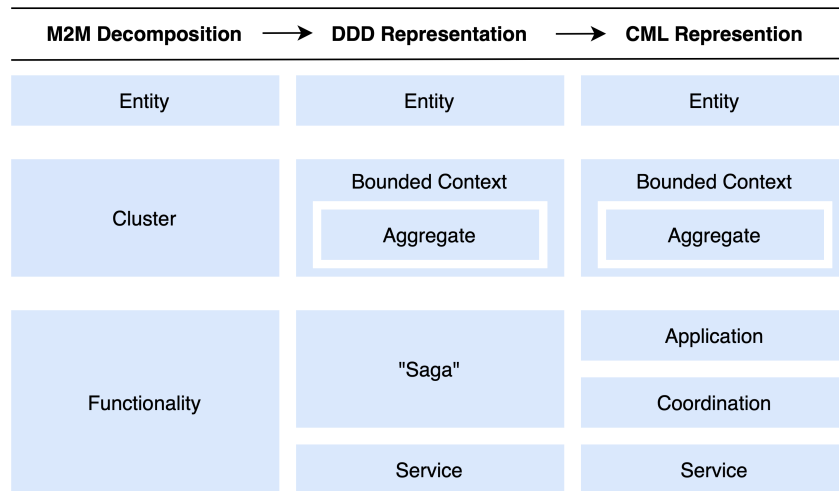 M2M Decomposition DDD Representation CML Represention
Entity Entity Entity
Cluster
Bounded Context
Aggregate
Bounded Context
Aggregate
Functionality
"Saga"
Service
Application
Coordination
Service